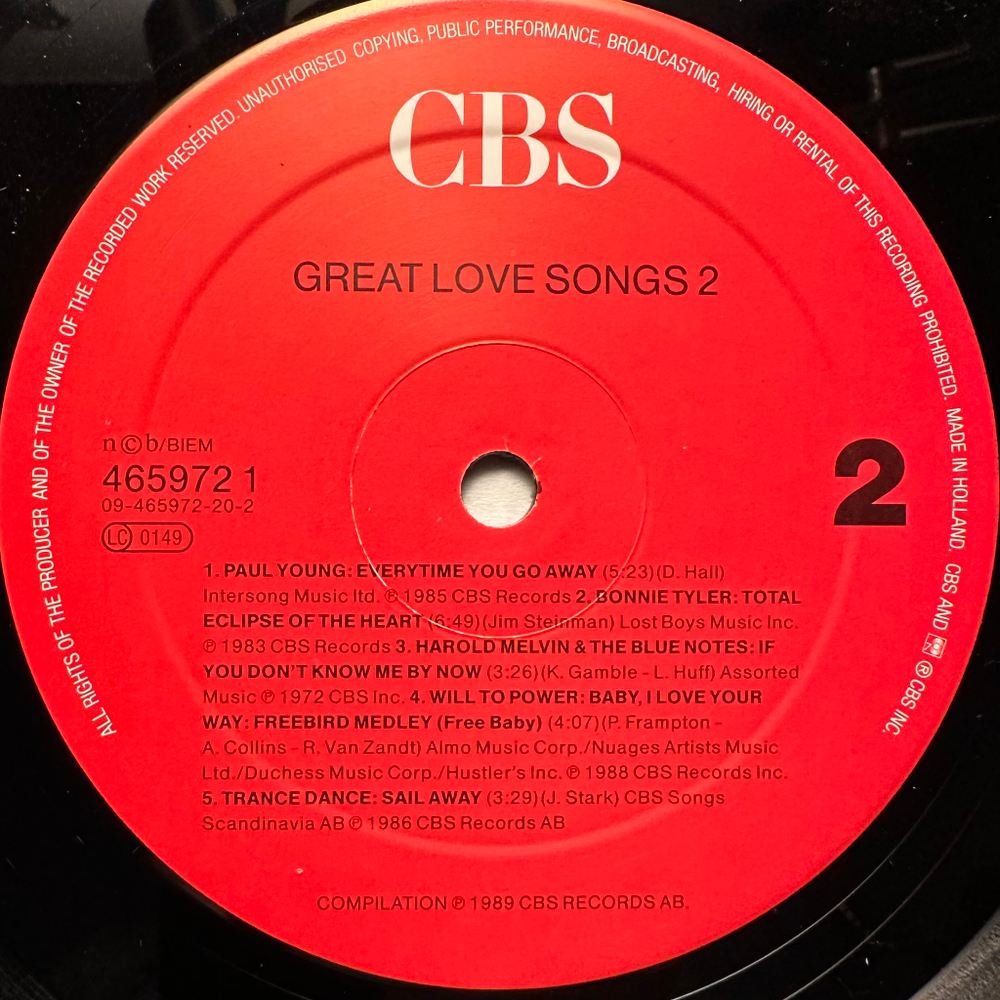 ALL RIGHTS OF THE PRODUCER AND OF THE OWNER OF THE RECORDED WORK RESERVED. UNAUTHORISED COPYING, PUBLIC PERFORMANCE, BROADCASTING, HIRING OR RENTAL OF THIS RECORDING PROHIBITED. MADE IN HOLLAND. CBS AND ® CBS INC.
CBS
GREAT LOVE SONGS 2
n©b/BIEM
465972 1
09-465972-20-2
LC 0149
2
1. PAUL YOUNG: EVERYTIME YOU GO AWAY (5:23)(D. Hall)
Intersong Music ltd. ℗ 1985 CBS Records 2. BONNIE TYLER: TOTAL
ECLIPSE OF THE HEART (6:49)(Jim Steinman) Lost Boys Music Inc.
℗ 1983 CBS Records 3. HAROLD MELVIN & THE BLUE NOTES: IF
YOU DON'T KNOW ME BY NOW (3:26)(K. Gamble – L. Huff) Assorted
Music ℗ 1972 CBS Inc. 4. WILL TO POWER: BABY, I LOVE YOUR
WAY: FREEBIRD MEDLEY (Free Baby) (4:07)(P. Frampton –
A. Collins – R. Van Zandt) Almo Music Corp./Nuages Artists Music
Ltd./Duchess Music Corp./Hustler's Inc. ℗ 1988 CBS Records Inc.
5. TRANCE DANCE: SAIL AWAY (3:29)(J. Stark) CBS Songs
Scandinavia AB ℗ 1986 CBS Records AB
COMPILATION ℗ 1989 CBS RECORDS AB.